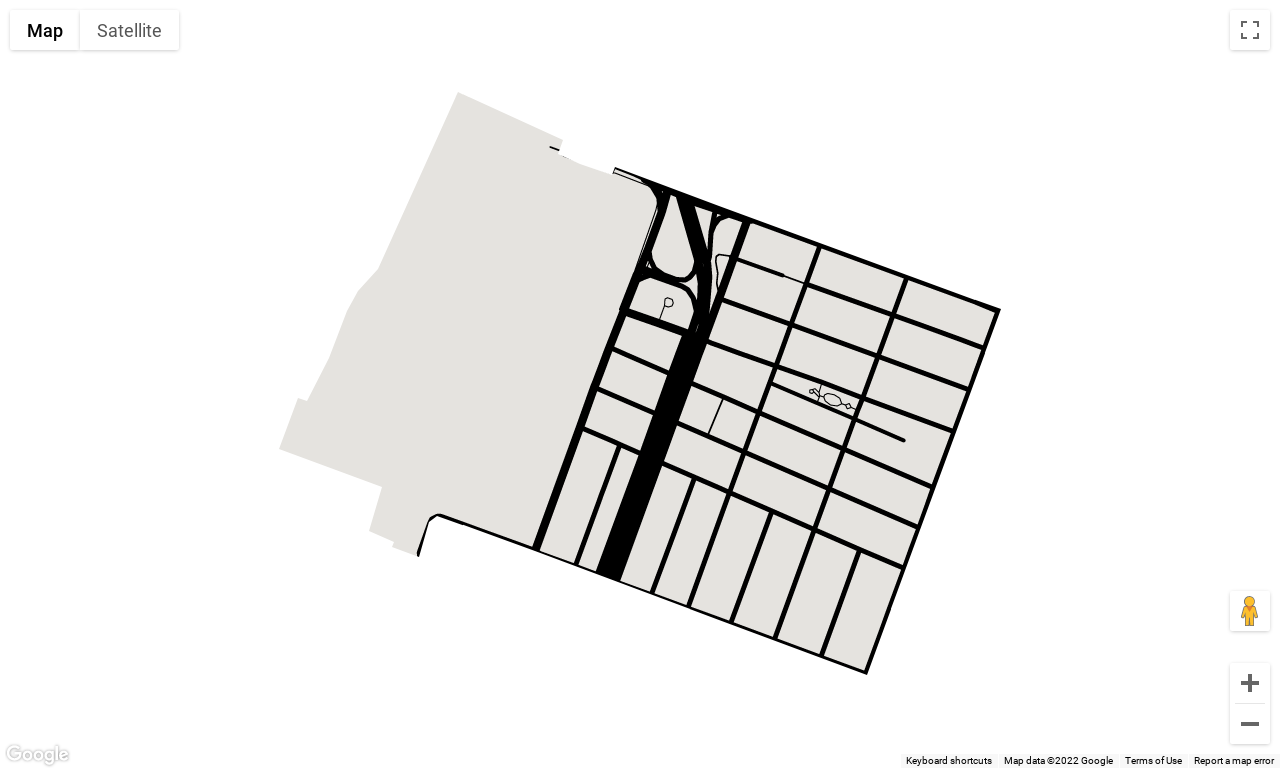 Map Satellite
Google
Keyboard shortcuts Map data ©2022 Google Terms of Use Report a map error